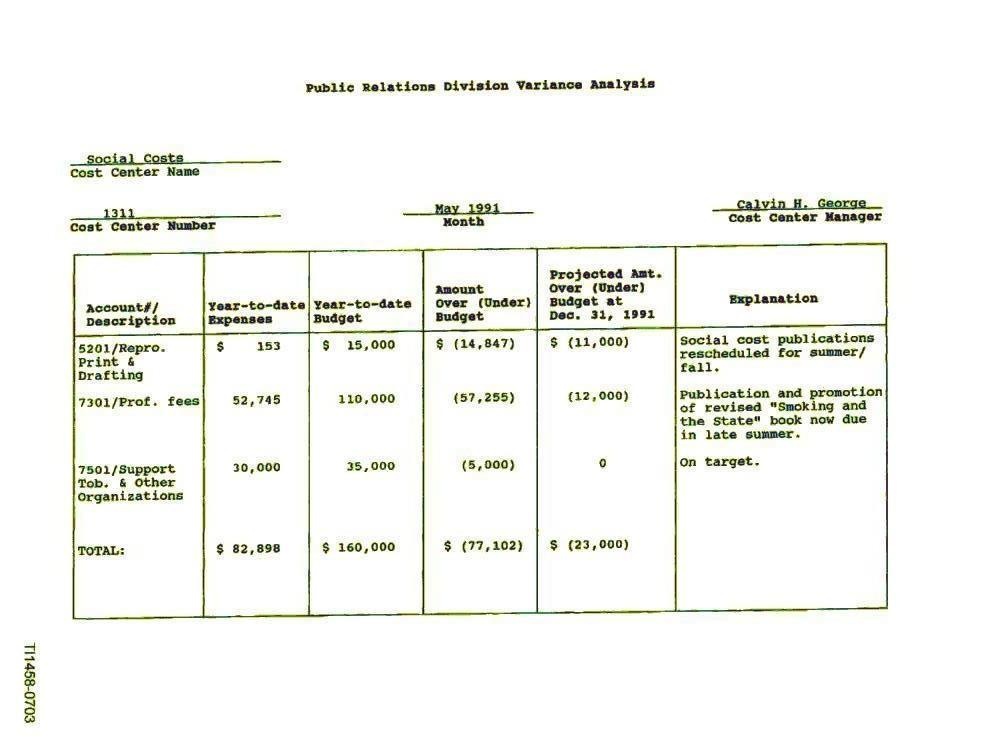 Public Relations Division Variance Analysis
Social Costs
Cost Center Name
1311
Cost Center Number
May 1991
Month
Calvin H. George
Cost Center Manager
Account#/
Description
Year-to-date
Expenses
Year-to-date
Budget
Amount
Over (Under)
Budget
Projected Amt.
Over (Under)
Budget at
Dec. 31, 1991
Explanation
5201/Repro.
Print &
Drafting
$ 153
$ 15,000
$ (14,847)
$ (11,000)
Social cost publications
rescheduled for summer/
fall.
7301/Prof. fees
52,745
110,000
(57,255)
(12,000)
Publication and promotion
of revised "Smoking and
the State" book now due
in late summer.
7501/Support
Tob. & Other
Organizations
30,000
35,000
(5,000)
0
On target.
TOTAL:
$ 82,898
$ 160,000
$ (77,102)
$ (23,000)
TI1458-0703